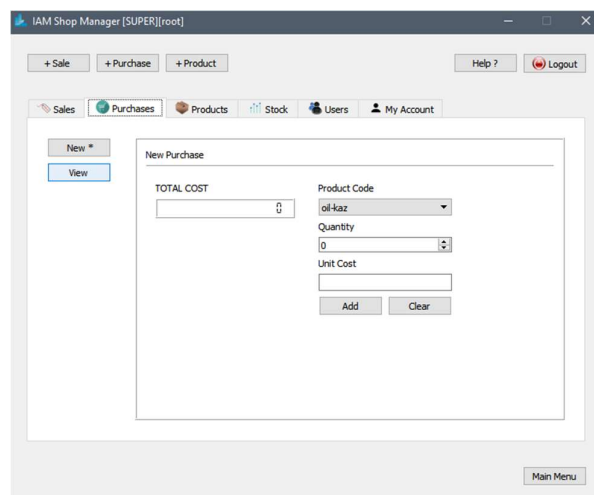 IAM Shop Manager [SUPER][root]
+ Sale + Purchase + Product Help ? Logout
Sales Purchases Products Stock Users My Account
New *
View
New Purchase
TOTAL COST Product Code
0 oil-kaz
Quantity
0
Unit Cost
Add Clear
Main Menu